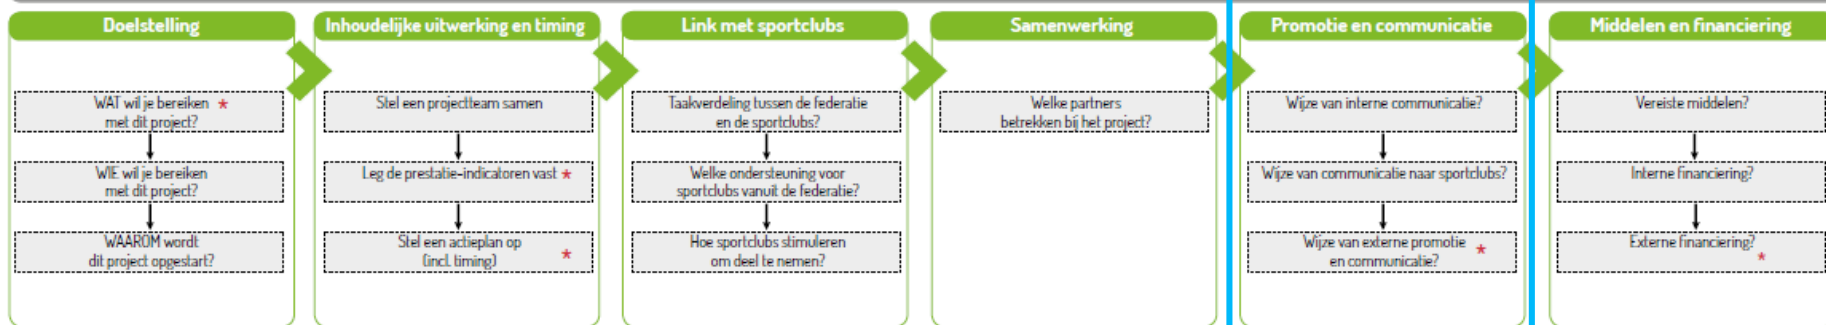 Doelstelling
WAT wil je bereiken *
met dit project?
WIE wil je bereiken
met dit project?
WAAROM wordt
dit project opgestart?
Inhoudelijke uitwerking en timing
Stel een projectteam samen
Leg de prestatie-indicatoren vast *
Stel een actieplan op
(incl. timing) *
Link met sportclubs
Taakverdeling tussen de federatie
en de sportclubs?
Welke ondersteuning voor
sportclubs vanuit de federatie?
Hoe sportclubs stimuleren
om deel te nemen?
Samenwerking
Welke partners
betrekken bij het project?
Promotie en communicatie
Wijze van interne communicatie?
Wijze van communicatie naar sportclubs?
Wijze van externe promotie *
en communicatie?
Middelen en financiering
Vereiste middelen?
Interne financiering?
Externe financiering?
*